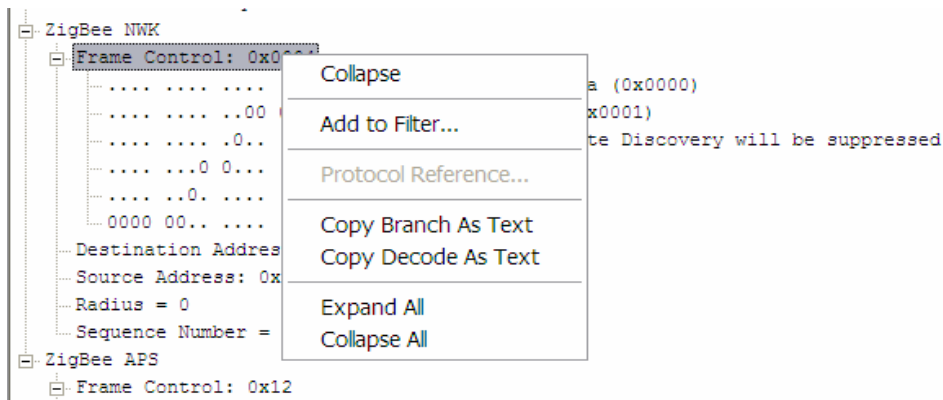 ZigBee NWK
Frame Control: 0x0
.... .... .... a (0x0000)
.... .... ..00 x0001)
.... .... .0.. te Discovery will be suppressed
.... ...0 0...
.... ..0. ....
0000 00.. ....
Destination Addres
Source Address: 0x
Radius = 0
Sequence Number =
ZigBee APS
Frame Control: 0x12
Collapse
Add to Filter...
Protocol Reference...
Copy Branch As Text
Copy Decode As Text
Expand All
Collapse All